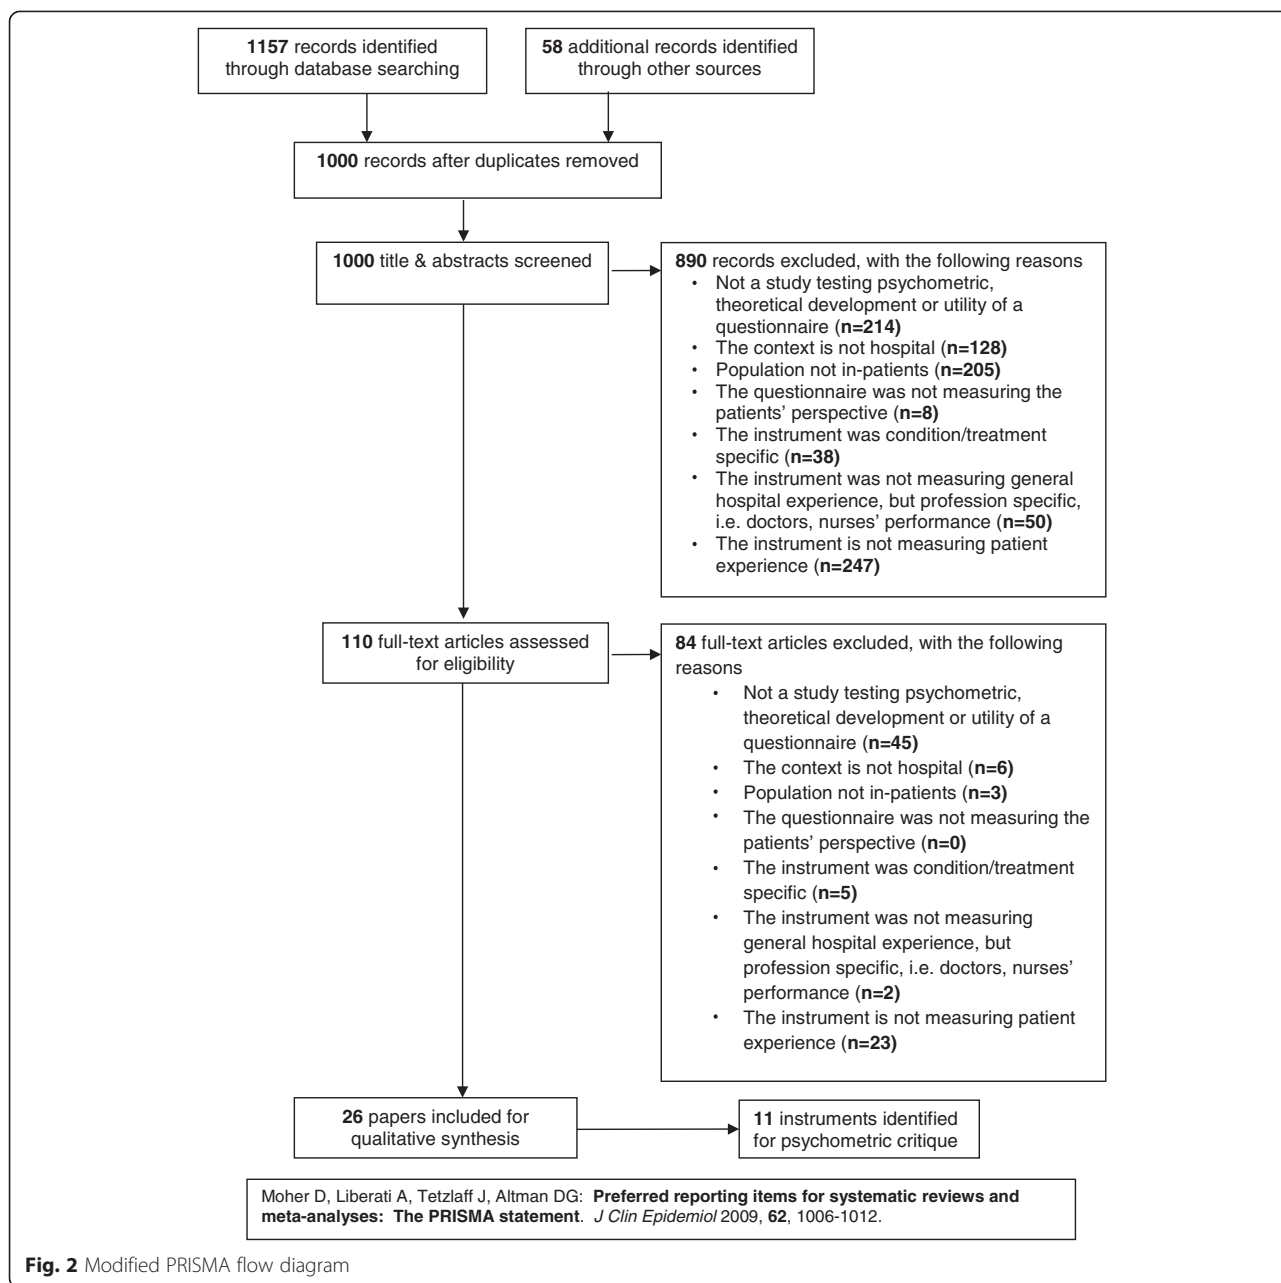 1157 records identified
through database searching
58 additional records identified
through other sources
1000 records after duplicates removed
1000 title & abstracts screened
890 records excluded, with the following reasons
• Not a study testing psychometric,
theoretical development or utility of a
questionnaire (n=214)
• The context is not hospital (n=128)
• Population not in-patients (n=205)
• The questionnaire was not measuring the
patients’ perspective (n=8)
• The instrument was condition/treatment
specific (n=38)
• The instrument was not measuring general
hospital experience, but profession specific,
i.e. doctors, nurses’ performance (n=50)
• The instrument is not measuring patient
experience (n=247)
110 full-text articles assessed
for eligibility
84 full-text articles excluded, with the following
reasons
• Not a study testing psychometric,
theoretical development or utility of a
questionnaire (n=45)
• The context is not hospital (n=6)
• Population not in-patients (n=3)
• The questionnaire was not measuring the
patients’ perspective (n=0)
• The instrument was condition/treatment
specific (n=5)
• The instrument was not measuring
general hospital experience, but
profession specific, i.e. doctors, nurses’
performance (n=2)
• The instrument is not measuring patient
experience (n=23)
26 papers included for
qualitative synthesis
11 instruments identified
for psychometric critique
Moher D, Liberati A, Tetzlaff J, Altman DG: Preferred reporting items for systematic reviews and
meta-analyses: The PRISMA statement. J Clin Epidemiol 2009, 62, 1006-1012.
Fig. 2 Modified PRISMA flow diagram